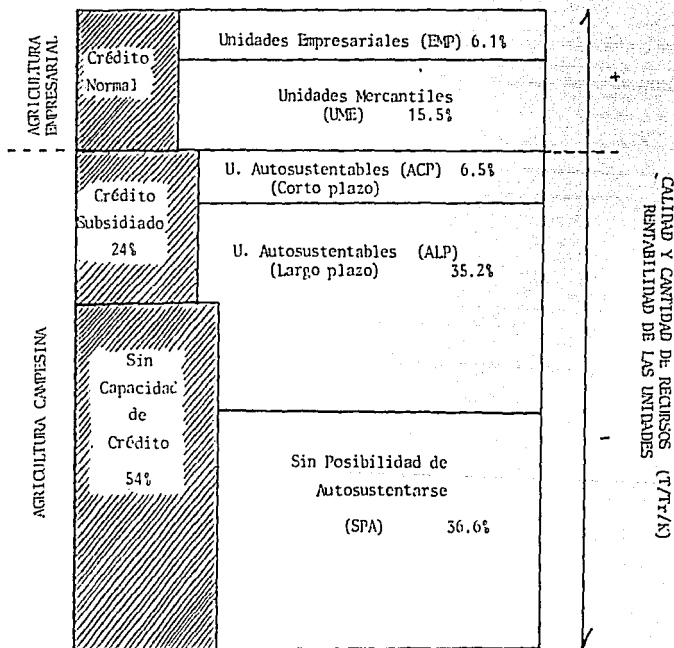 AGRICULTURA
EMPRESARIAL
Crédito
Normal
Unidades Empresariales (EMP) 6.1%
Unidades Mercantiles
(UME) 15.5%
+
AGRICULTURA CAMPESINA
Crédito
Subsidiado
24%
U. Autosustentables (ACP) 6.5%
(Corto plazo)
U. Autosustentables (ALP)
(Largo plazo) 35.2%
Sin
Capacidad
de
Crédito
54%
Sin Posibilidad de
Autosustentarse
(SPA) 36.6%
-
CALIDAD Y CANTIDAD DE RECURSOS (T/Tr/K)
RENTABILIDAD DE LAS UNIDADES